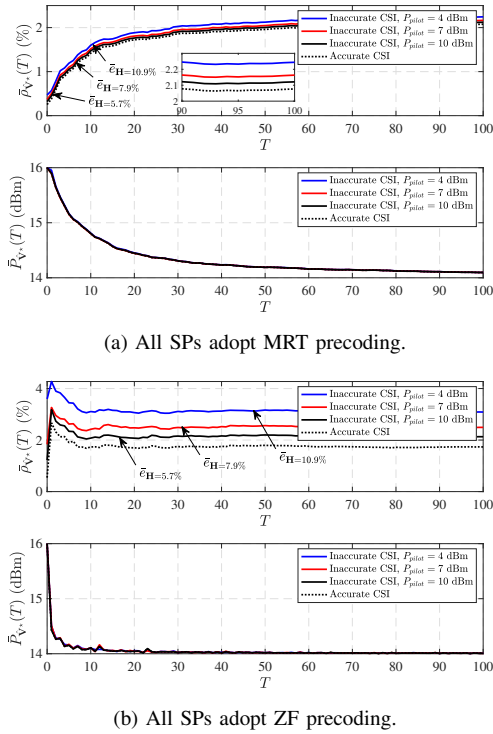 2
1
0
ρ̄_V̂*(T) (%)
ē_H=10.9%
ē_H=7.9%
ē_H=5.7%
2.2
2.1
2
90 95 100
Inaccurate CSI, P_pilot = 4 dBm
Inaccurate CSI, P_pilot = 7 dBm
Inaccurate CSI, P_pilot = 10 dBm
Accurate CSI
0 10 20 30 40 50 60 70 80 90 100
T
16
15
14
P̄_V̂*(T) (dBm)
Inaccurate CSI, P_pilot = 4 dBm
Inaccurate CSI, P_pilot = 7 dBm
Inaccurate CSI, P_pilot = 10 dBm
Accurate CSI
0 10 20 30 40 50 60 70 80 90 100
T
(a) All SPs adopt MRT precoding.
4
2
0
ρ̄_V̂*(T) (%)
ē_H=5.7%
ē_H=7.9%
ē_H=10.9%
Inaccurate CSI, P_pilot = 4 dBm
Inaccurate CSI, P_pilot = 7 dBm
Inaccurate CSI, P_pilot = 10 dBm
Accurate CSI
0 10 20 30 40 50 60 70 80 90 100
T
16
15
14
P̄_V̂*(T) (dBm)
Inaccurate CSI, P_pilot = 4 dBm
Inaccurate CSI, P_pilot = 7 dBm
Inaccurate CSI, P_pilot = 10 dBm
Accurate CSI
0 10 20 30 40 50 60 70 80 90 100
T
(b) All SPs adopt ZF precoding.